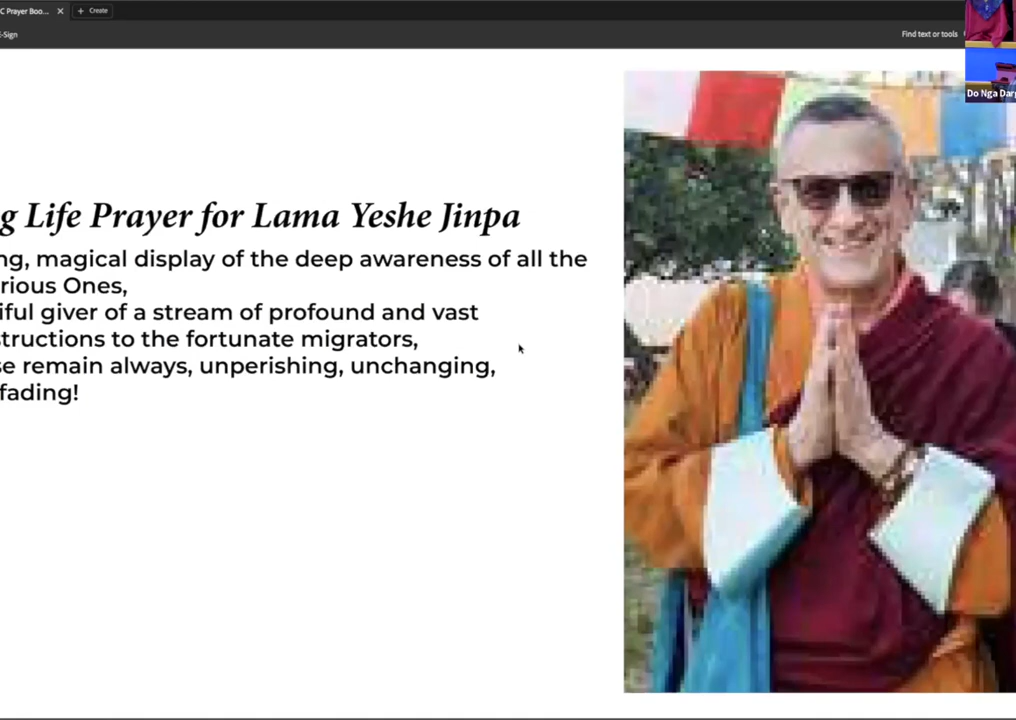 C Prayer Boo...
Create
E-Sign
Find text or tools
Do Nga Darg
g Life Prayer for Lama Yeshe Jinpa
ng, magical display of the deep awareness of all the
rious Ones,
iful giver of a stream of profound and vast
structions to the fortunate migrators,
se remain always, unperishing, unchanging,
fading!